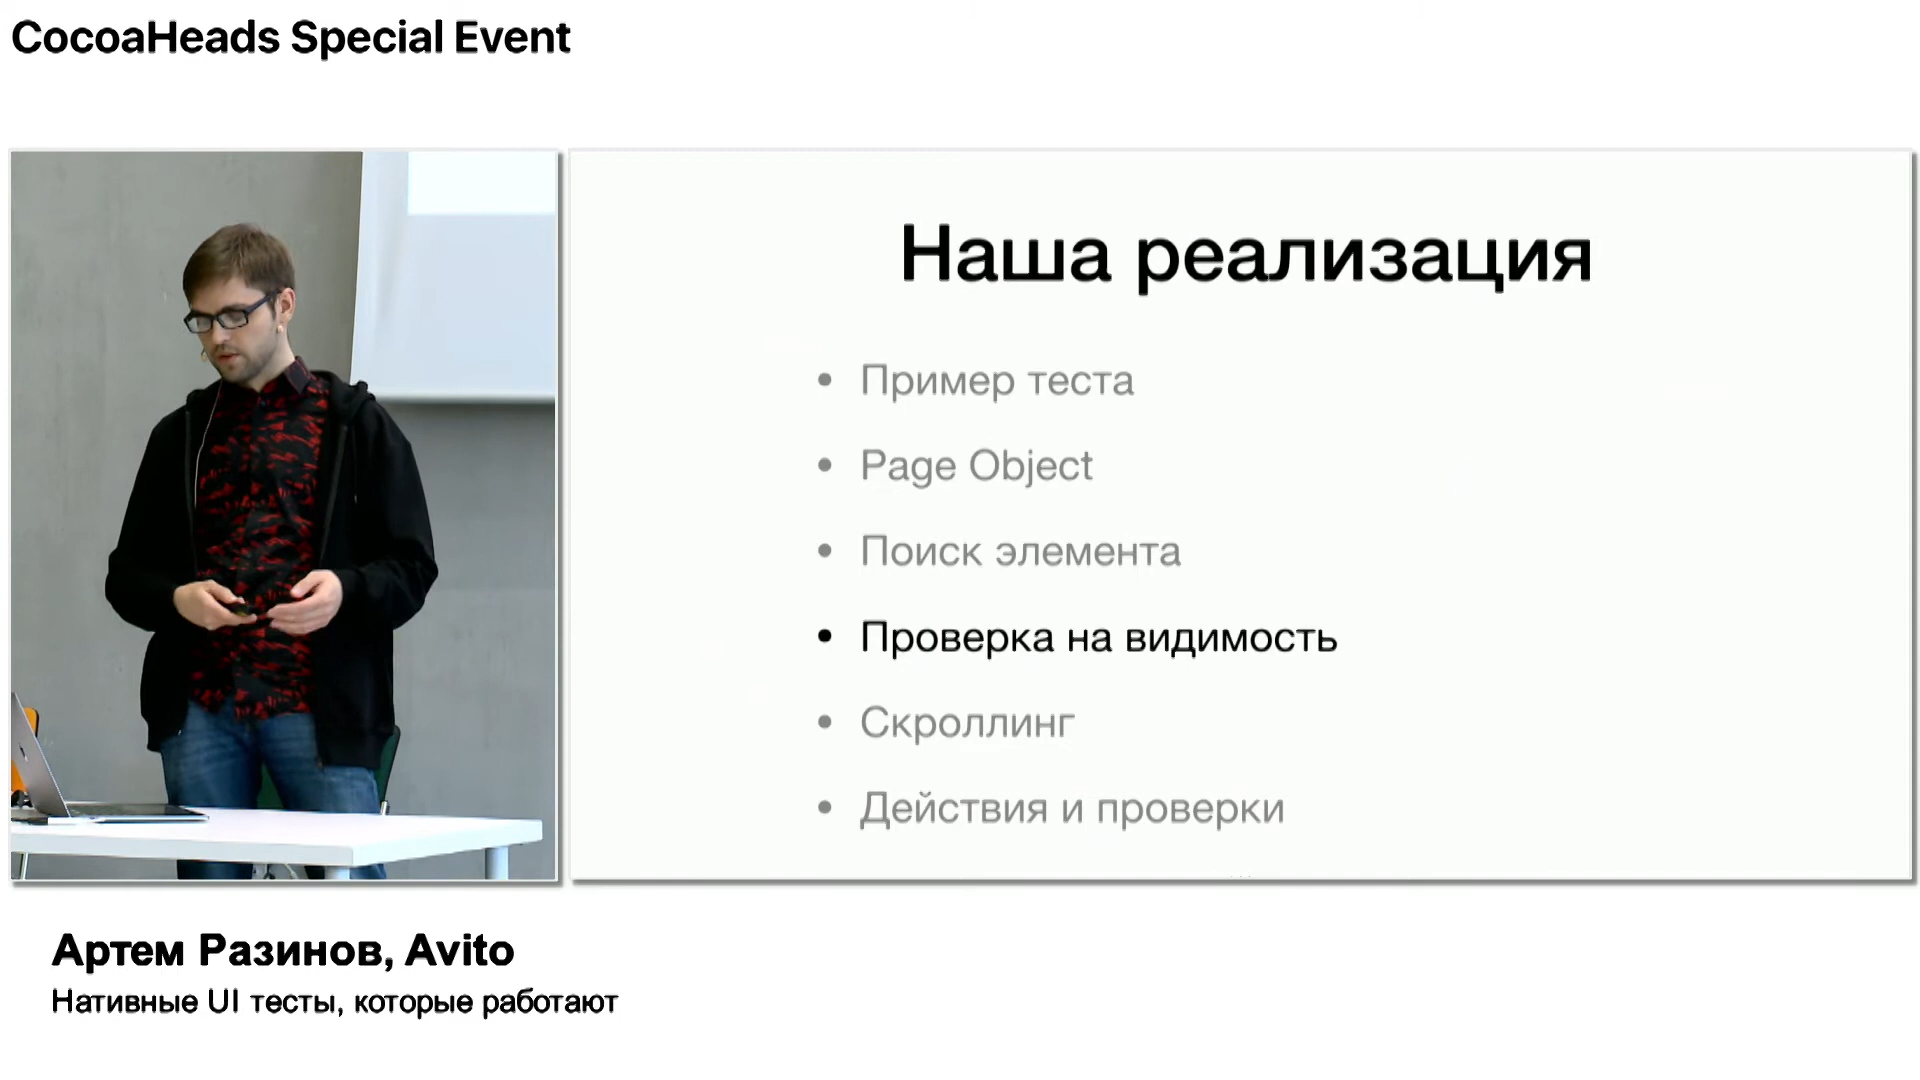 CocoaHeads Special Event
Наша реализация
• Пример теста
• Page Object
• Поиск элемента
• Проверка на видимость
• Скроллинг
• Действия и проверки
Артем Разинов, Avito
Нативные UI тесты, которые работают